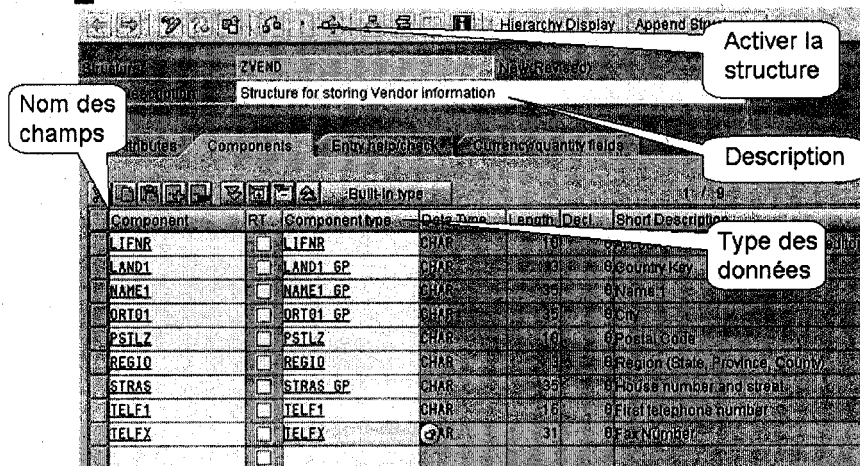 Hierarchy Display Append
Activer la
structure
Structure ZVEND New(Revised)
Structure for storing Vendor information
Nom des
champs
Description
Attributes Components Entry help/check Currency/quantity fields
Built-in type 1 / 9
Component RT... Component type Data Type Length Deci... Short Description
Type des
données
LIFNR LIFNR CHAR 10 0
LAND1 LAND1_GP CHAR 3 0 Country Key
NAME1 NAME1_GP CHAR 35 0 Name 1
ORT01 ORT01_GP CHAR 35 0 City
PSTLZ PSTLZ CHAR 10 0 Postal Code
REGIO REGIO CHAR 0 Region (State, Province, County)
STRAS STRAS_GP CHAR 35 0 House number and street
TELF1 TELF1 CHAR 16 0 First telephone number
TELFX TELFX 31 0 Fax Number